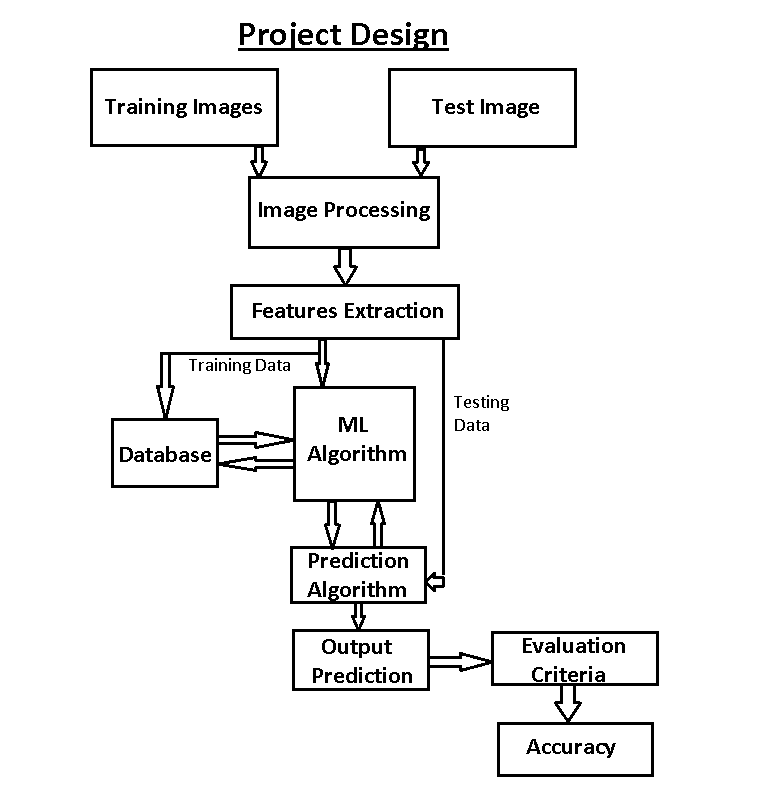 Project Design
Training Images
Test Image
Image Processing
Features Extraction
Training Data
Testing
Data
ML
Algorithm
Database
Prediction
Algorithm
Output
Prediction
Evaluation
Criteria
Accuracy